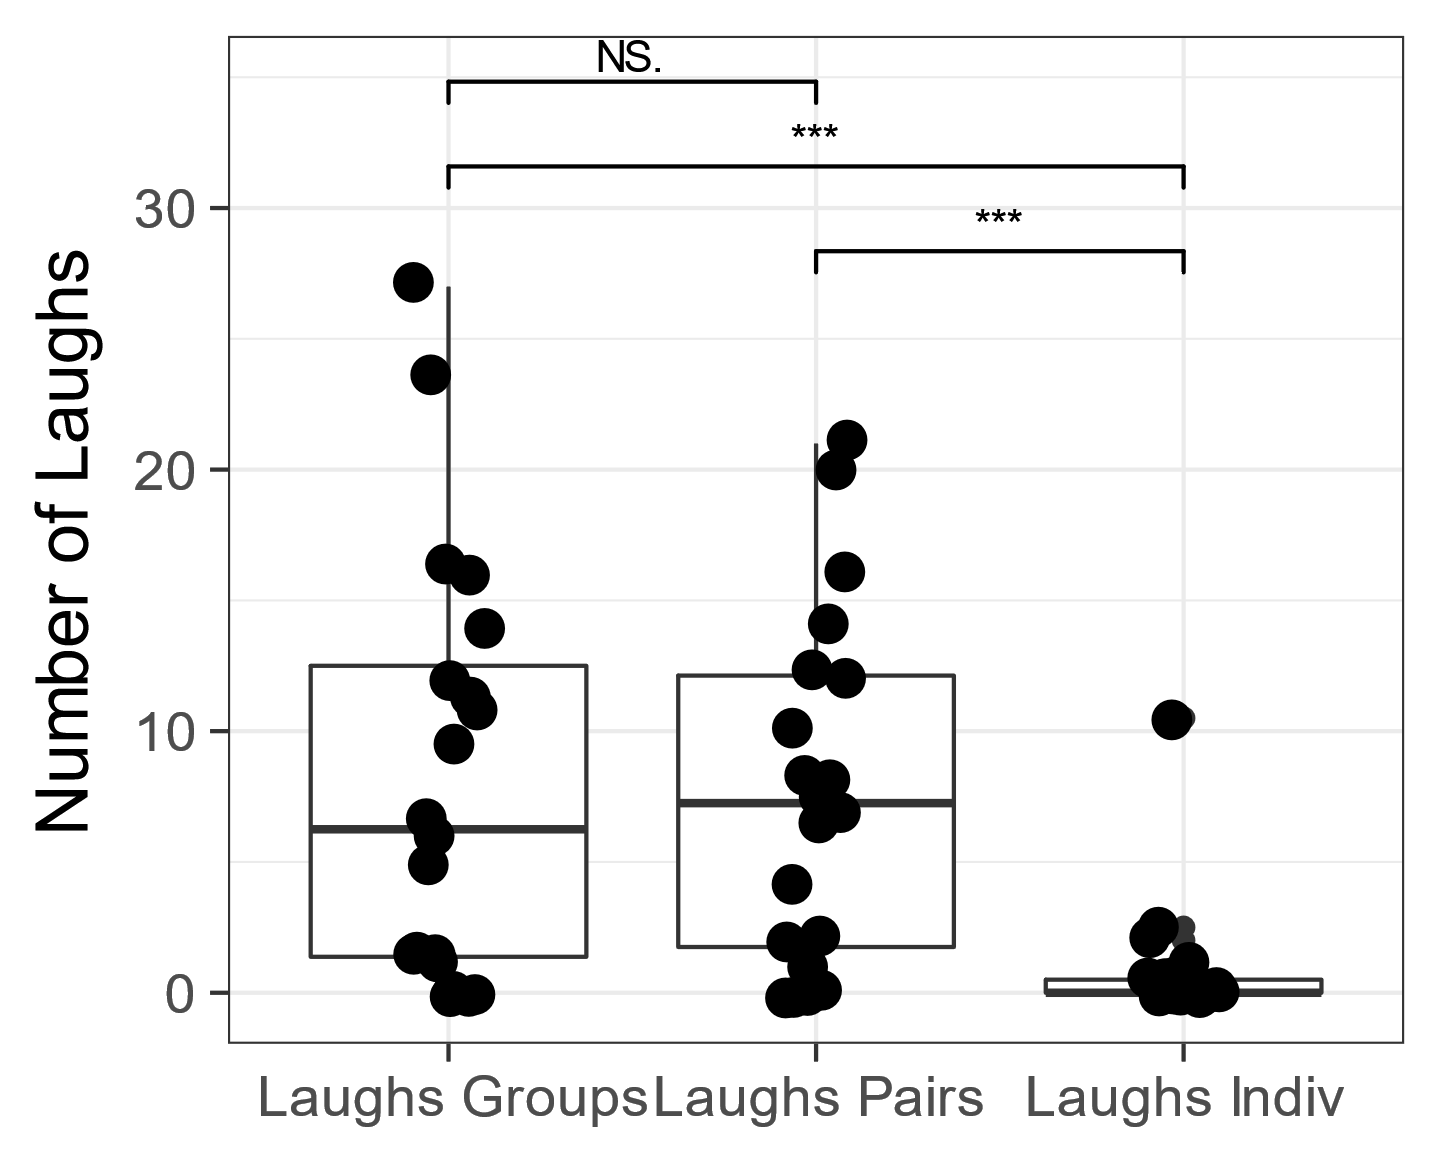 NS.
***
***
30
20
10
0
Number of Laughs
Laughs Groups
Laughs Pairs
Laughs Indiv